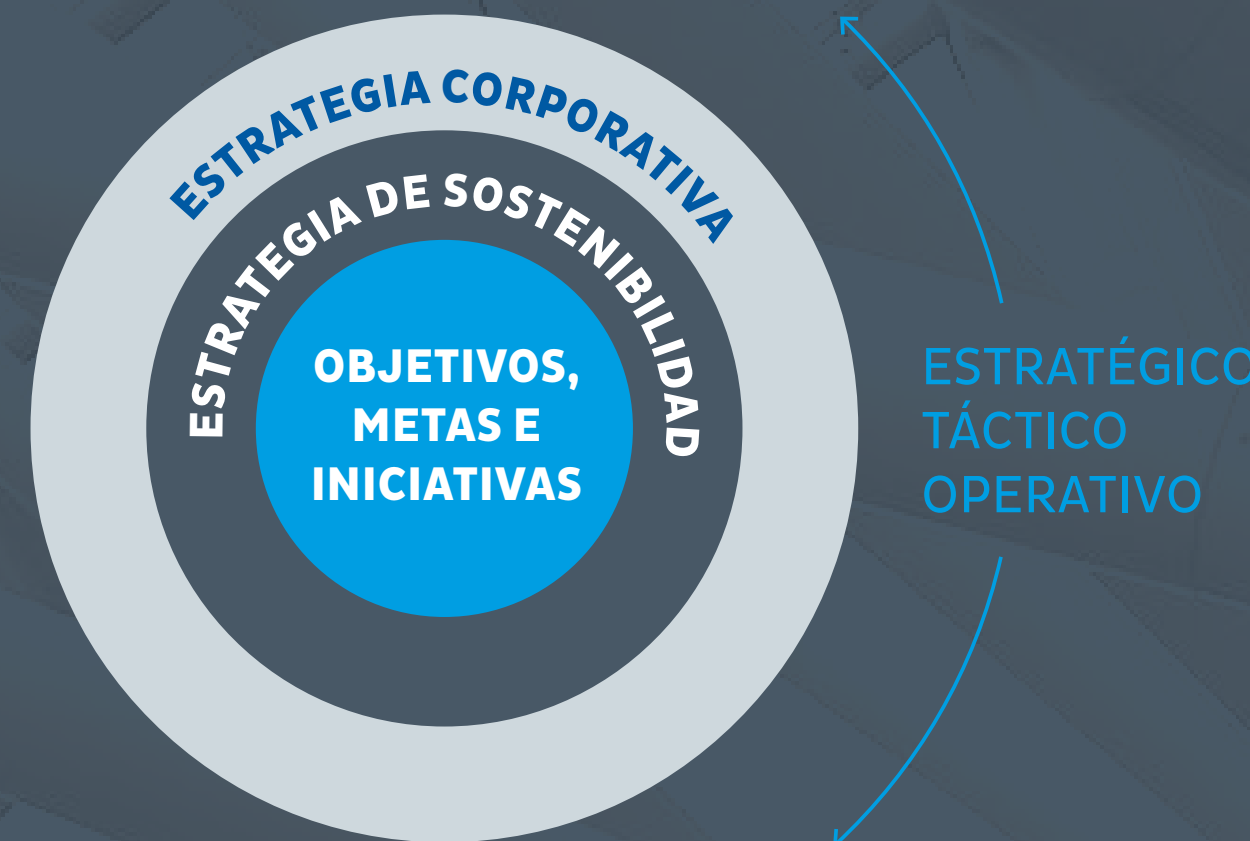 ESTRATEGIA CORPORATIVA
ESTRATEGIA DE SOSTENIBILIDAD
OBJETIVOS,
METAS E
INICIATIVAS
ESTRATÉGICO
TÁCTICO
OPERATIVO